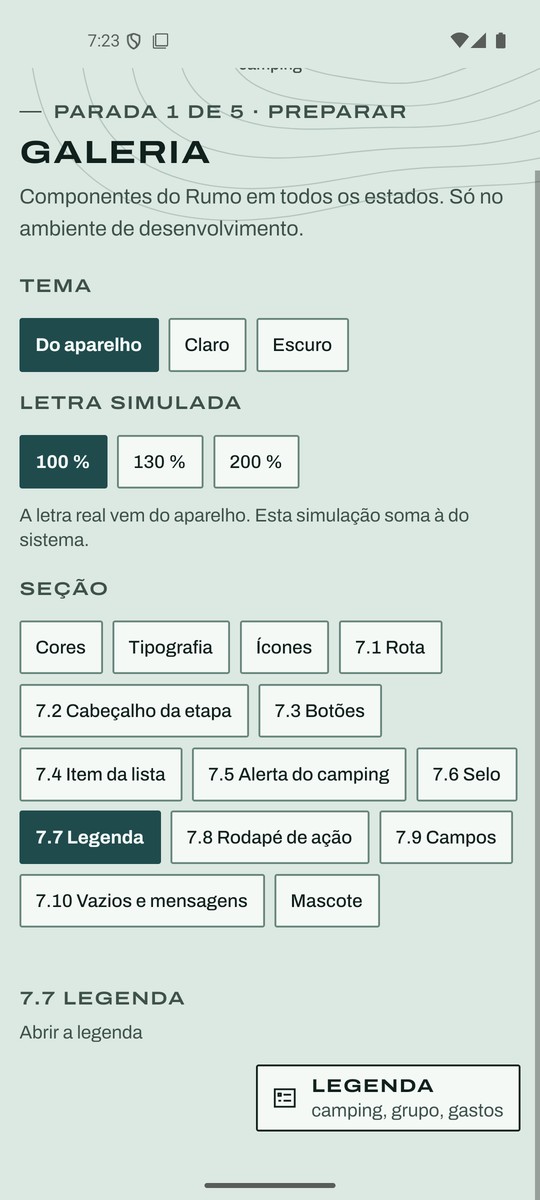 7:23
camping
— PARADA 1 DE 5 · PREPARAR
GALERIA
Componentes do Rumo em todos os estados. Só no
ambiente de desenvolvimento.
TEMA
Do aparelho
Claro
Escuro
LETRA SIMULADA
100 %
130 %
200 %
A letra real vem do aparelho. Esta simulação soma à do
sistema.
SEÇÃO
Cores
Tipografia
Ícones
7.1 Rota
7.2 Cabeçalho da etapa
7.3 Botões
7.4 Item da lista
7.5 Alerta do camping
7.6 Selo
7.7 Legenda
7.8 Rodapé de ação
7.9 Campos
7.10 Vazios e mensagens
Mascote
7.7 LEGENDA
Abrir a legenda
LEGENDA
camping, grupo, gastos